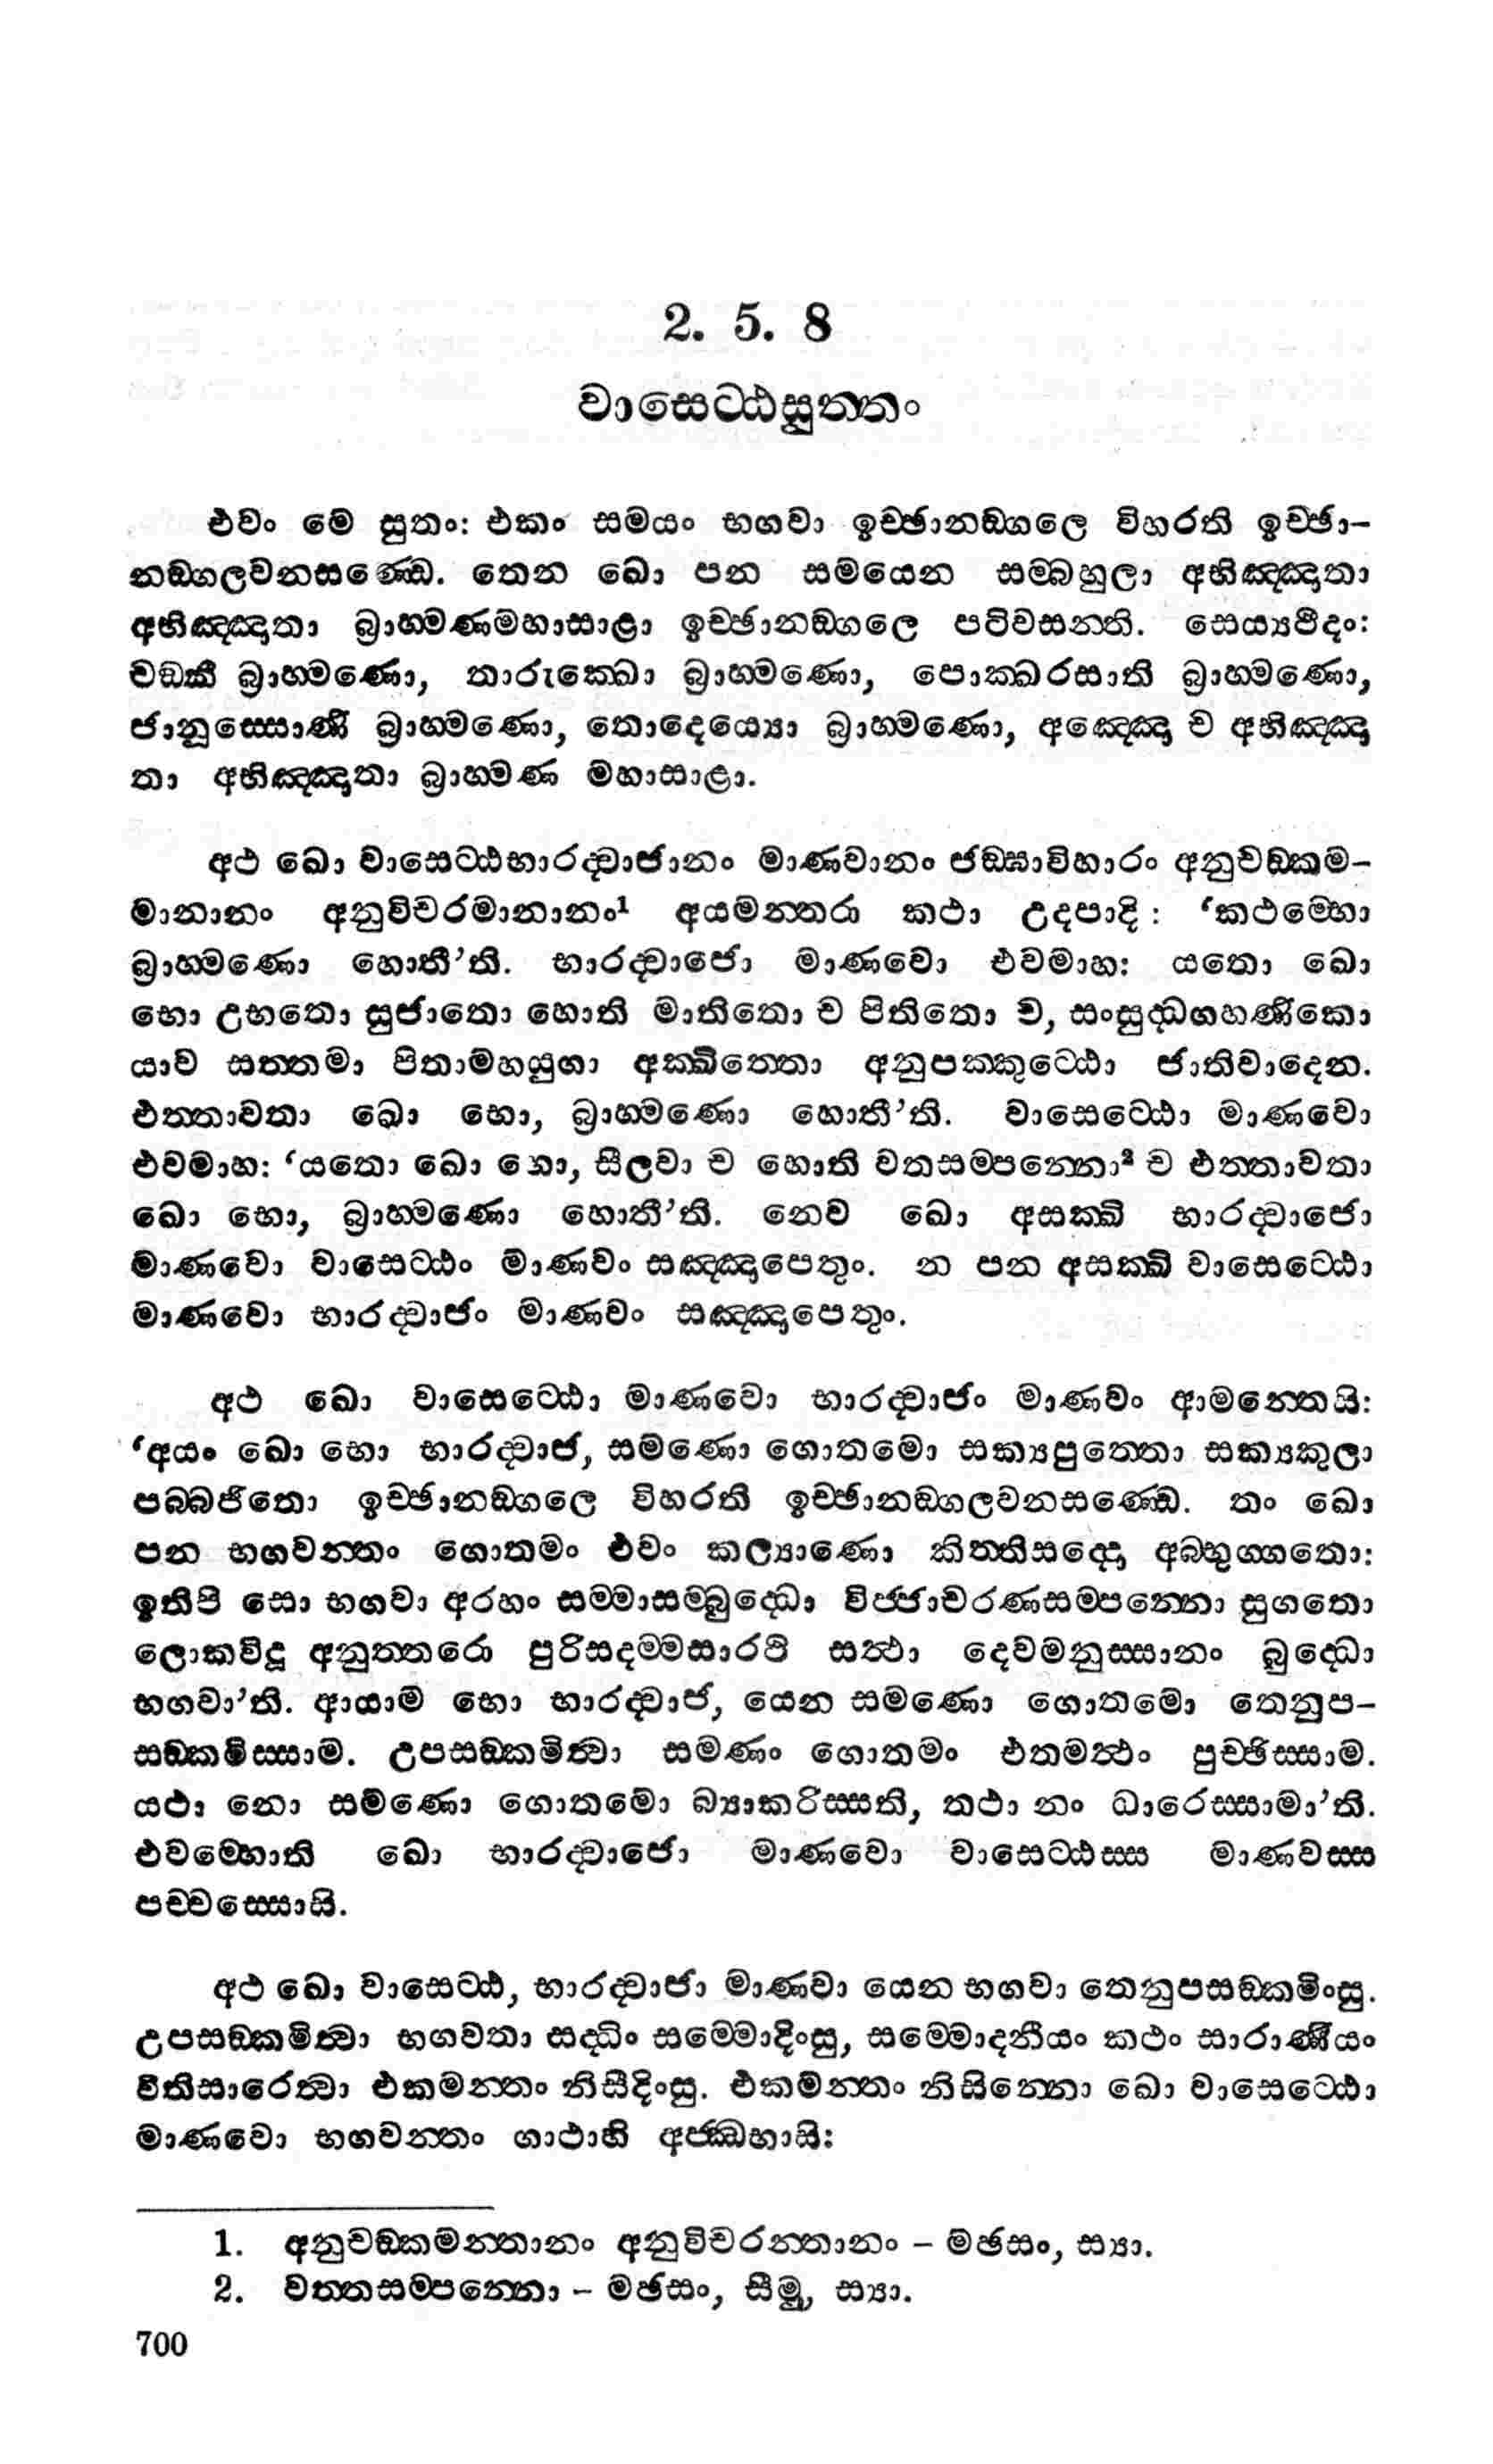 2. 5. 8
වාසෙට්ඨසුත්තං
එවං මෙ සුතං: එකං සමයං භගවා ඉච්ඡානඞ්ගලෙ විහරති ඉච්ඡා-
නඞ්ගලවනසණ්ඩෙ. තෙන ඛො පන සමයෙන සම්බහුලා අභිඤ්ඤාතා
අභිඤ්ඤාතා බ්‍රාහ්මණමහාසාළා ඉච්ඡානඞ්ගලෙ පටිවසන්ති. සෙය්‍යථිදං:
චඞ්කී බ්‍රාහ්මණො, තාරුක්ඛො බ්‍රාහ්මණො, පොක්ඛරසාති බ්‍රාහ්මණො,
ජානුස්සොණි බ්‍රාහ්මණො, තොදෙය්‍යො බ්‍රාහ්මණො, අඤ්ඤෙ ච අභිඤ්ඤා
තා අභිඤ්ඤාතා බ්‍රාහ්මණ මහාසාළා.
අථ ඛො වාසෙට්ඨභාරද්වාජානං මාණවානං ජඞ්ඝාවිහාරං අනුචඞ්කම-
මානානං අනුවිචරමානානං¹ අයමන්තරා කථා උදපාදි : ‘කථම්භො
බ්‍රාහ්මණො හොතී’ති. භාරද්වාජො මාණවො එවමාහ: යතො ඛො
භො උභතො සුජාතො හොති මාතිතො ච පිතිතො ච, සංසුද්ධගහණිකො
යාව සත්තමා පිතාමහයුගා අක්ඛිත්තො අනුපක්කුට්ඨො ජාතිවාදෙන.
එත්තාවතා ඛො භො, බ්‍රාහ්මණො හොතී’ති. වාසෙට්ඨො මාණවො
එවමාහ: ‘යතො ඛො භො, සීලවා ච හොති වතසම්පන්නො² ච එත්තාවතා
ඛො භො, බ්‍රාහ්මණො හොතී’ති. නෙව ඛො අසක්ඛි භාරද්වාජො
මාණවො වාසෙට්ඨං මාණවං සඤ්ඤාපෙතුං. න පන අසක්ඛි වාසෙට්ඨො
මාණවො භාරද්වාජං මාණවං සඤ්ඤාපෙතුං.
අථ ඛො වාසෙට්ඨො මාණවො භාරද්වාජං මාණවං ආමන්තෙයි:
‘අයං ඛො භො භාරද්වාජ, සමණො ගොතමො සක්‍යපුත්තො සක්‍යකුලා
පබ්බජිතො ඉච්ඡානඞ්ගලෙ විහරති ඉච්ඡානඞ්ගලවනසණ්ඩෙ. තං ඛො
පන භගවන්තං ගොතමං එවං කල්‍යාණො කිත්තිසද්දො අබ්භුග්ගතො:
ඉතිපි සො භගවා අරහං සම්මාසම්බුද්ධො විජ්ජාචරණසම්පන්නො සුගතො
ලොකවිදූ අනුත්තරො පුරිසදම්මසාරථි සත්ථා දෙවමනුස්සානං බුද්ධො
භගවා’ති. ආයාම භො භාරද්වාජ, යෙන සමණො ගොතමො තෙනුප-
සඞ්කමිස්සාම. උපසඞ්කමිත්වා සමණං ගොතමං එතමත්ථං පුච්ඡිස්සාම.
යථා නො සමණො ගොතමො බ්‍යාකරිස්සති, තථා නං ධාරෙස්සාමා’ති.
එවම්භොති ඛො භාරද්වාජො මාණවො වාසෙට්ඨස්ස මාණවස්ස
පච්චස්සොසි.
අථ ඛො වාසෙට්ඨ, භාරද්වාජා මාණවා යෙන භගවා තෙනුපසඞ්කමිංසු.
උපසඞ්කමිත්වා භගවතා සද්ධිං සම්මොදිංසු, සම්මොදනීයං කථං සාරාණීයං
වීතිසාරෙත්වා එකමන්තං නිසීදිංසු. එකමන්තං නිසින්නො ඛො වාසෙට්ඨො
මාණවො භගවන්තං ගාථාහි අජ්ඣභාසි:
1. අනුචඞ්කමන්තානං අනුවිචරන්තානං – මඡසං, ස්‍යා.
2. වත්තසම්පන්නො – මඡසං, සීමු, ස්‍යා.
700